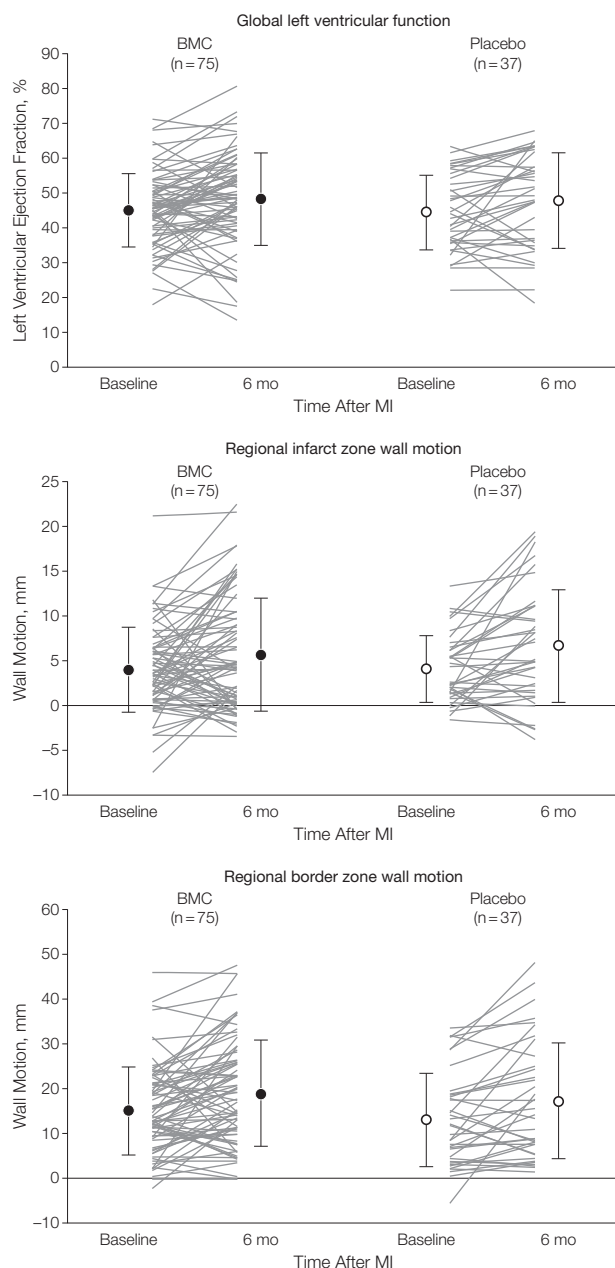 Global left ventricular function
BMC
(n=75)
Placebo
(n=37)
Left Ventricular Ejection Fraction, %
90
80
70
60
50
40
30
20
10
0
Baseline
6 mo
Baseline
6 mo
Time After MI
Regional infarct zone wall motion
BMC
(n=75)
Placebo
(n=37)
Wall Motion, mm
25
20
15
10
5
0
–5
–10
Baseline
6 mo
Baseline
6 mo
Time After MI
Regional border zone wall motion
BMC
(n=75)
Placebo
(n=37)
Wall Motion, mm
60
50
40
30
20
10
0
–10
Baseline
6 mo
Baseline
6 mo
Time After MI